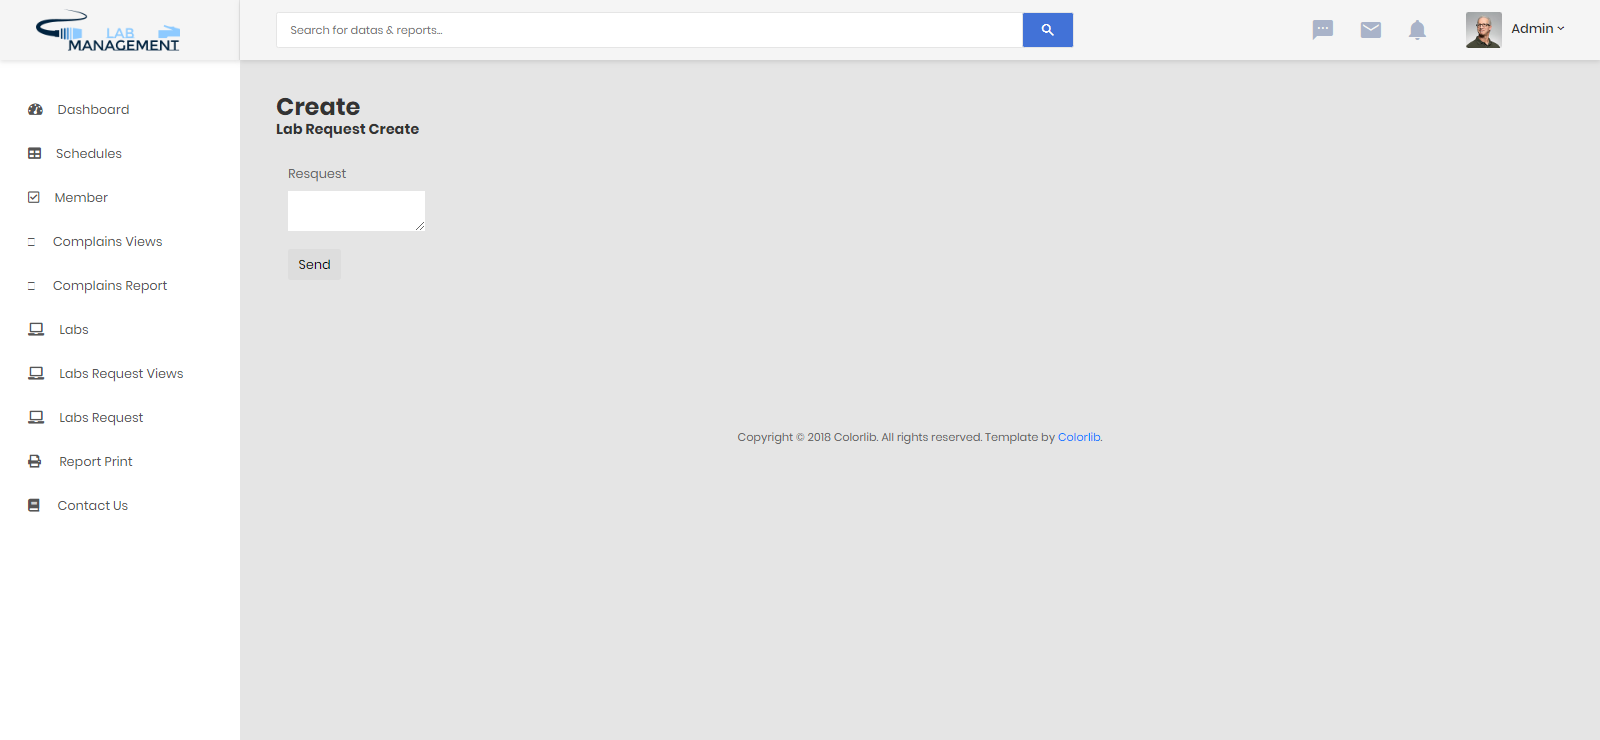 LAB
MANAGEMENT
Search for datas & reports...
Admin
Dashboard
Schedules
Member
Complains Views
Complains Report
Labs
Labs Request Views
Labs Request
Report Print
Contact Us
Create
Lab Request Create
Resquest
Send
Copyright © 2018 Colorlib. All rights reserved. Template by Colorlib.